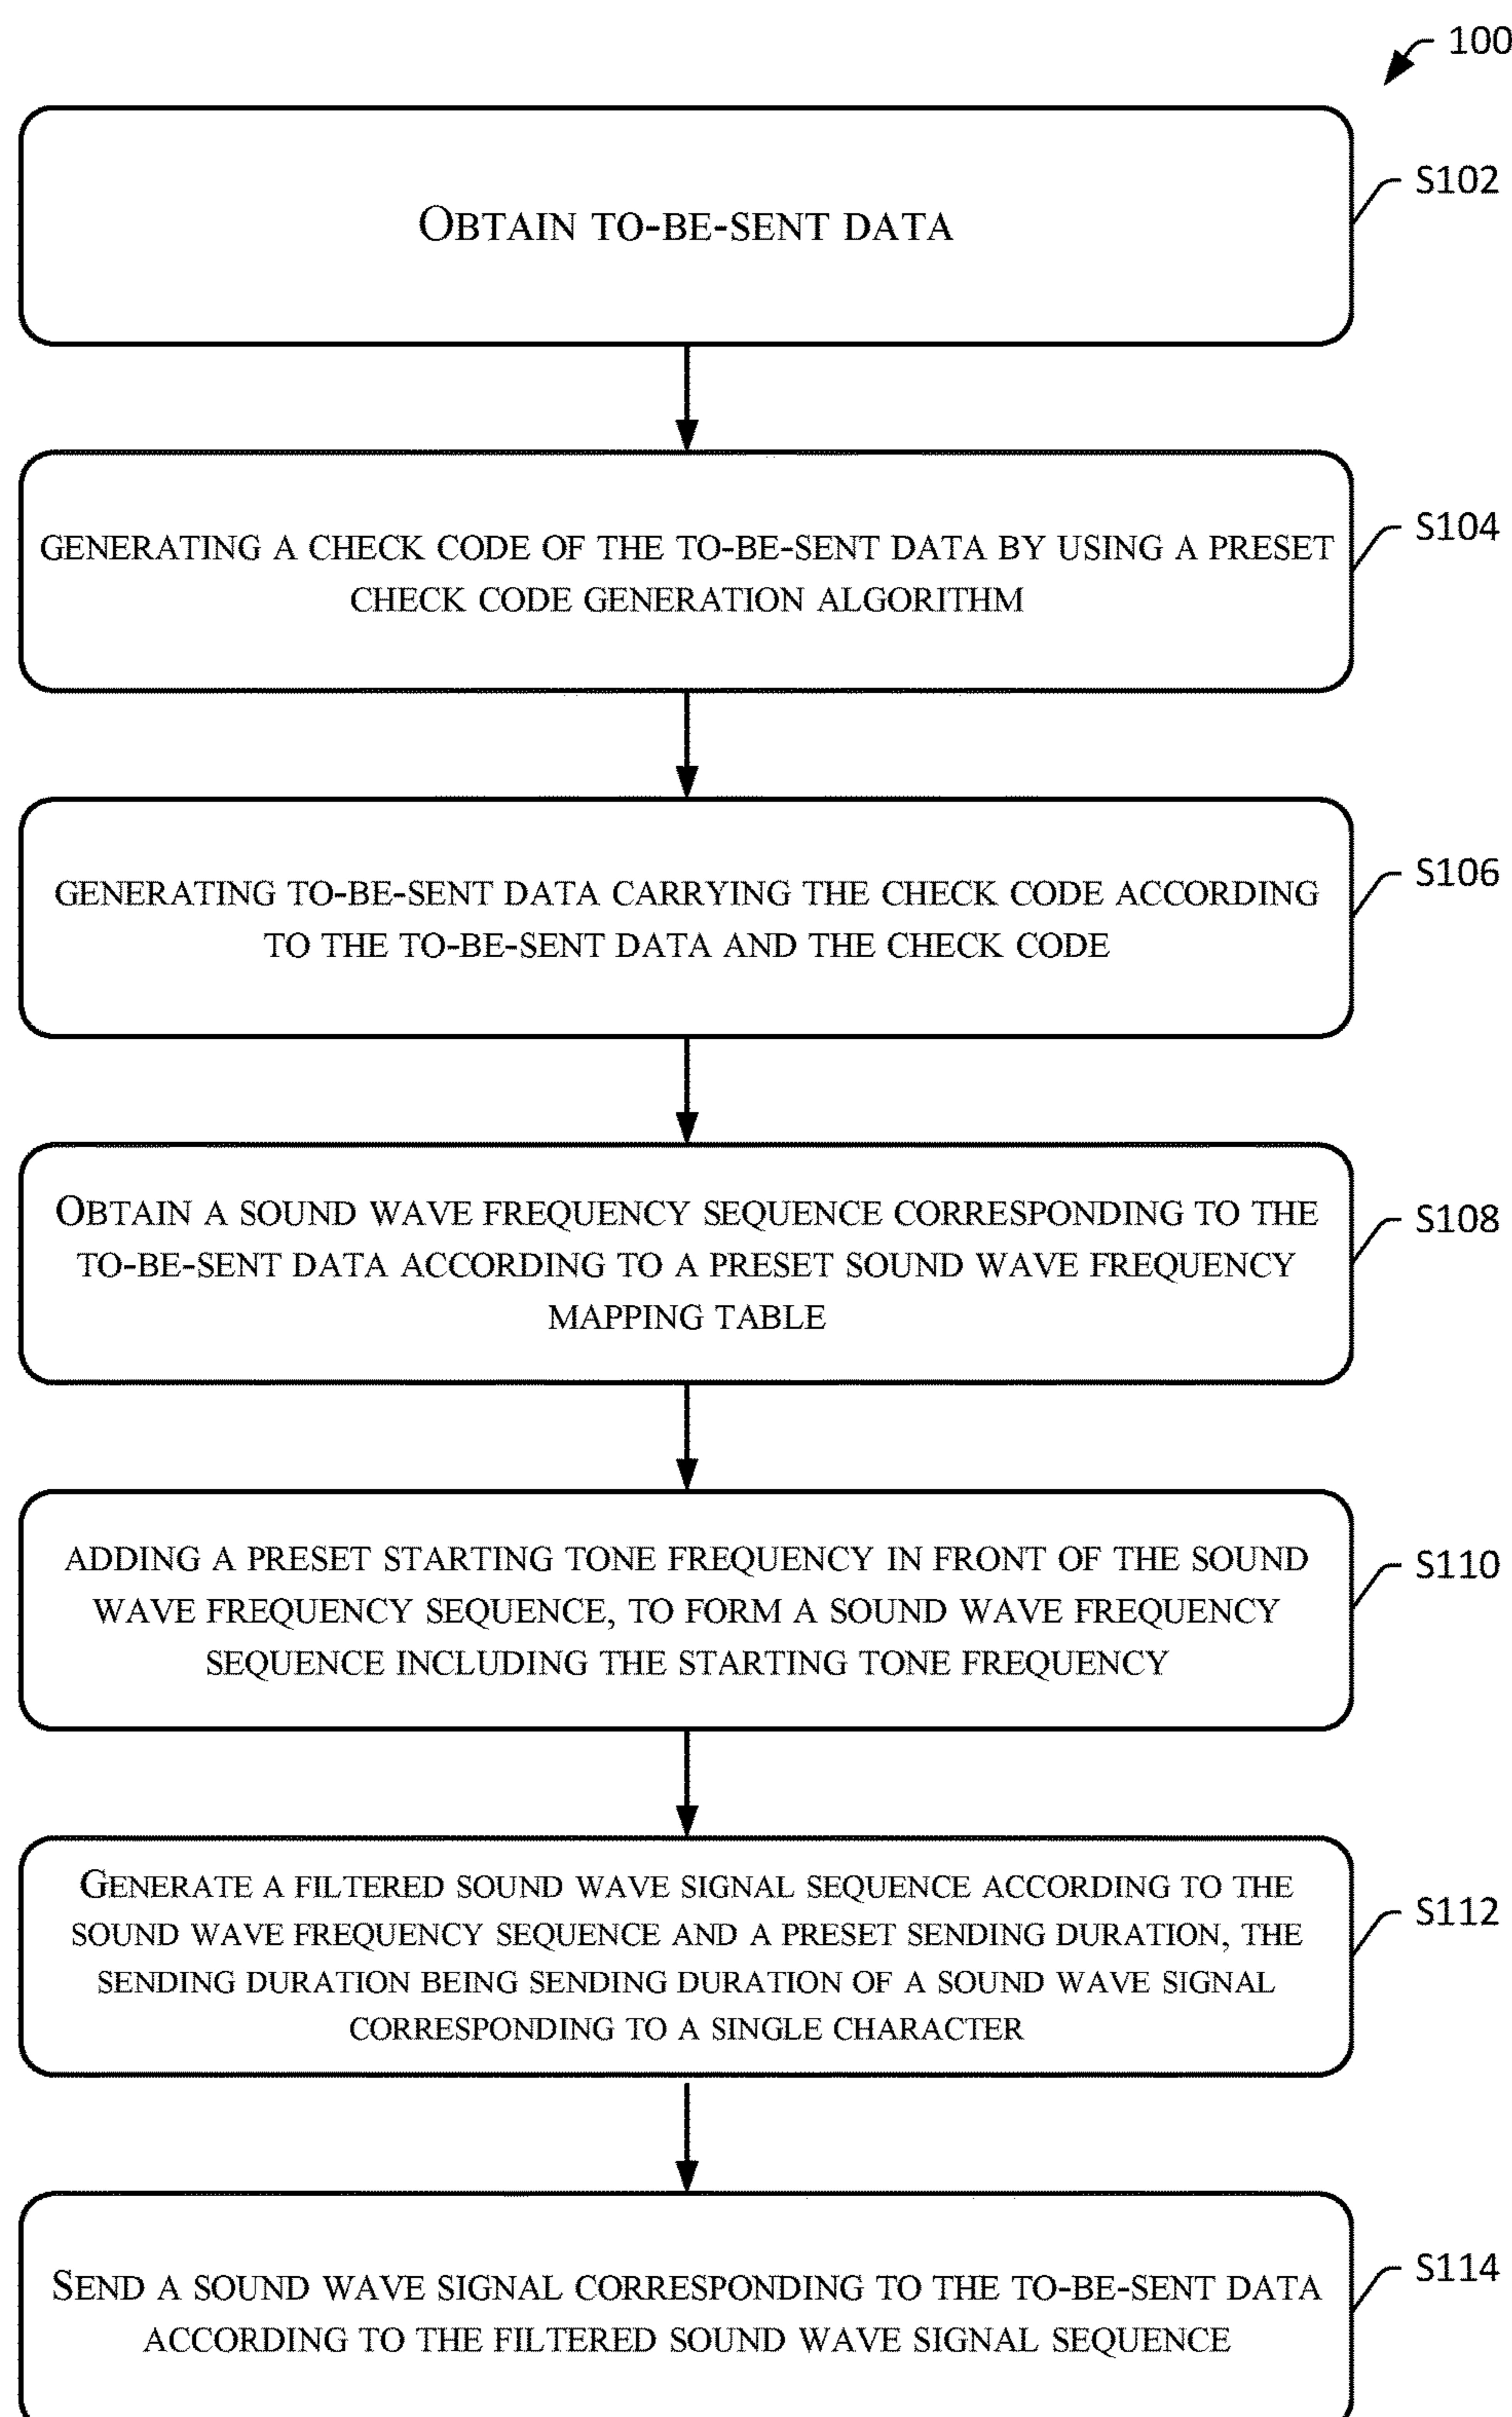 100
S102
OBTAIN TO-BE-SENT DATA
S104
GENERATING A CHECK CODE OF THE TO-BE-SENT DATA BY USING A PRESET
CHECK CODE GENERATION ALGORITHM
S106
GENERATING TO-BE-SENT DATA CARRYING THE CHECK CODE ACCORDING
TO THE TO-BE-SENT DATA AND THE CHECK CODE
S108
OBTAIN A SOUND WAVE FREQUENCY SEQUENCE CORRESPONDING TO THE
TO-BE-SENT DATA ACCORDING TO A PRESET SOUND WAVE FREQUENCY
MAPPING TABLE
S110
ADDING A PRESET STARTING TONE FREQUENCY IN FRONT OF THE SOUND
WAVE FREQUENCY SEQUENCE, TO FORM A SOUND WAVE FREQUENCY
SEQUENCE INCLUDING THE STARTING TONE FREQUENCY
S112
GENERATE A FILTERED SOUND WAVE SIGNAL SEQUENCE ACCORDING TO THE
SOUND WAVE FREQUENCY SEQUENCE AND A PRESET SENDING DURATION, THE
SENDING DURATION BEING SENDING DURATION OF A SOUND WAVE SIGNAL
CORRESPONDING TO A SINGLE CHARACTER
S114
SEND A SOUND WAVE SIGNAL CORRESPONDING TO THE TO-BE-SENT DATA
ACCORDING TO THE FILTERED SOUND WAVE SIGNAL SEQUENCE